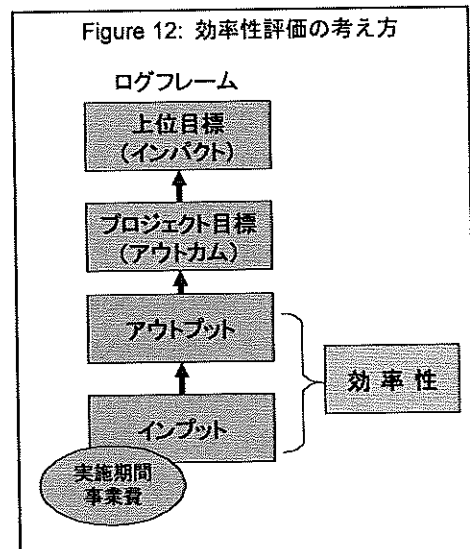 Figure 12: 効率性評価の考え方
ログフレーム
上位目標
(インパクト)
プロジェクト目標
(アウトカム)
アウトプット
効 率 性
インプット
実施期間
事業費